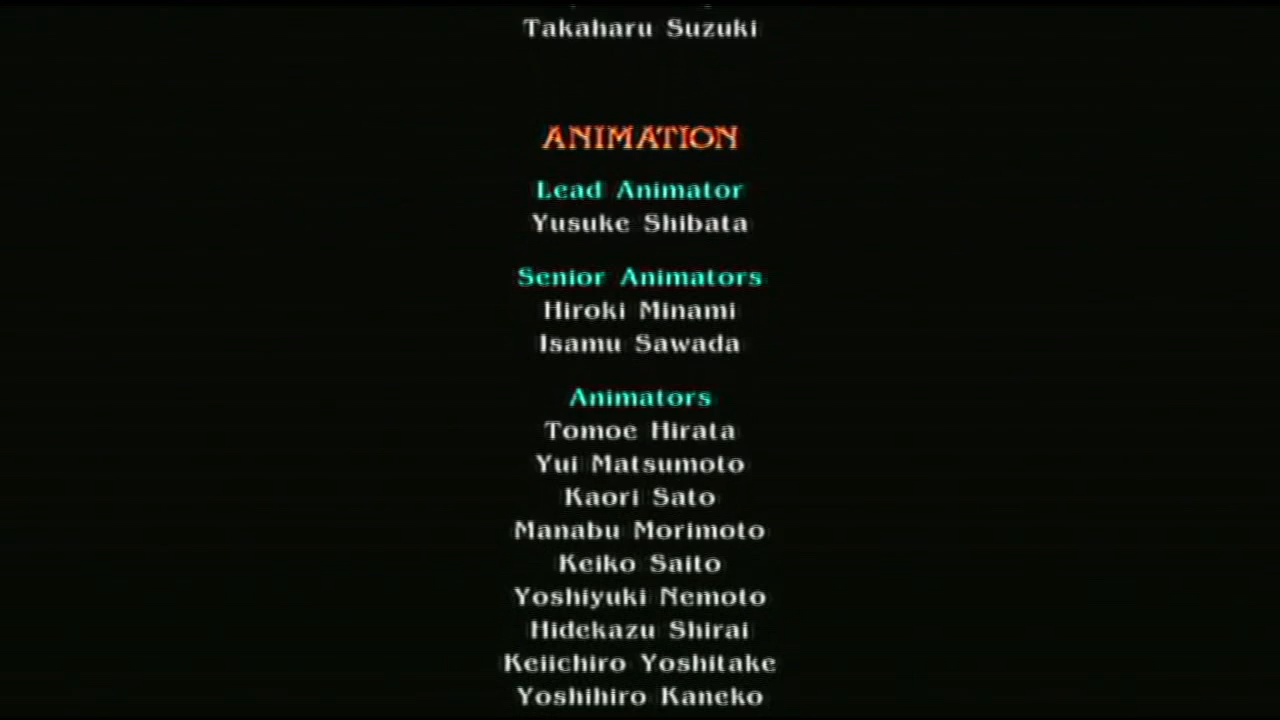 Takaharu Suzuki
ANIMATION
Lead Animator
Yusuke Shibata
Senior Animators
Hiroki Minami
Isamu Sawada
Animators
Tomoe Hirata
Yui Matsumoto
Kaori Sato
Manabu Morimoto
Keiko Saito
Yoshiyuki Nemoto
Hidekazu Shirai
Keiichiro Yoshitake
Yoshihiro Kaneko